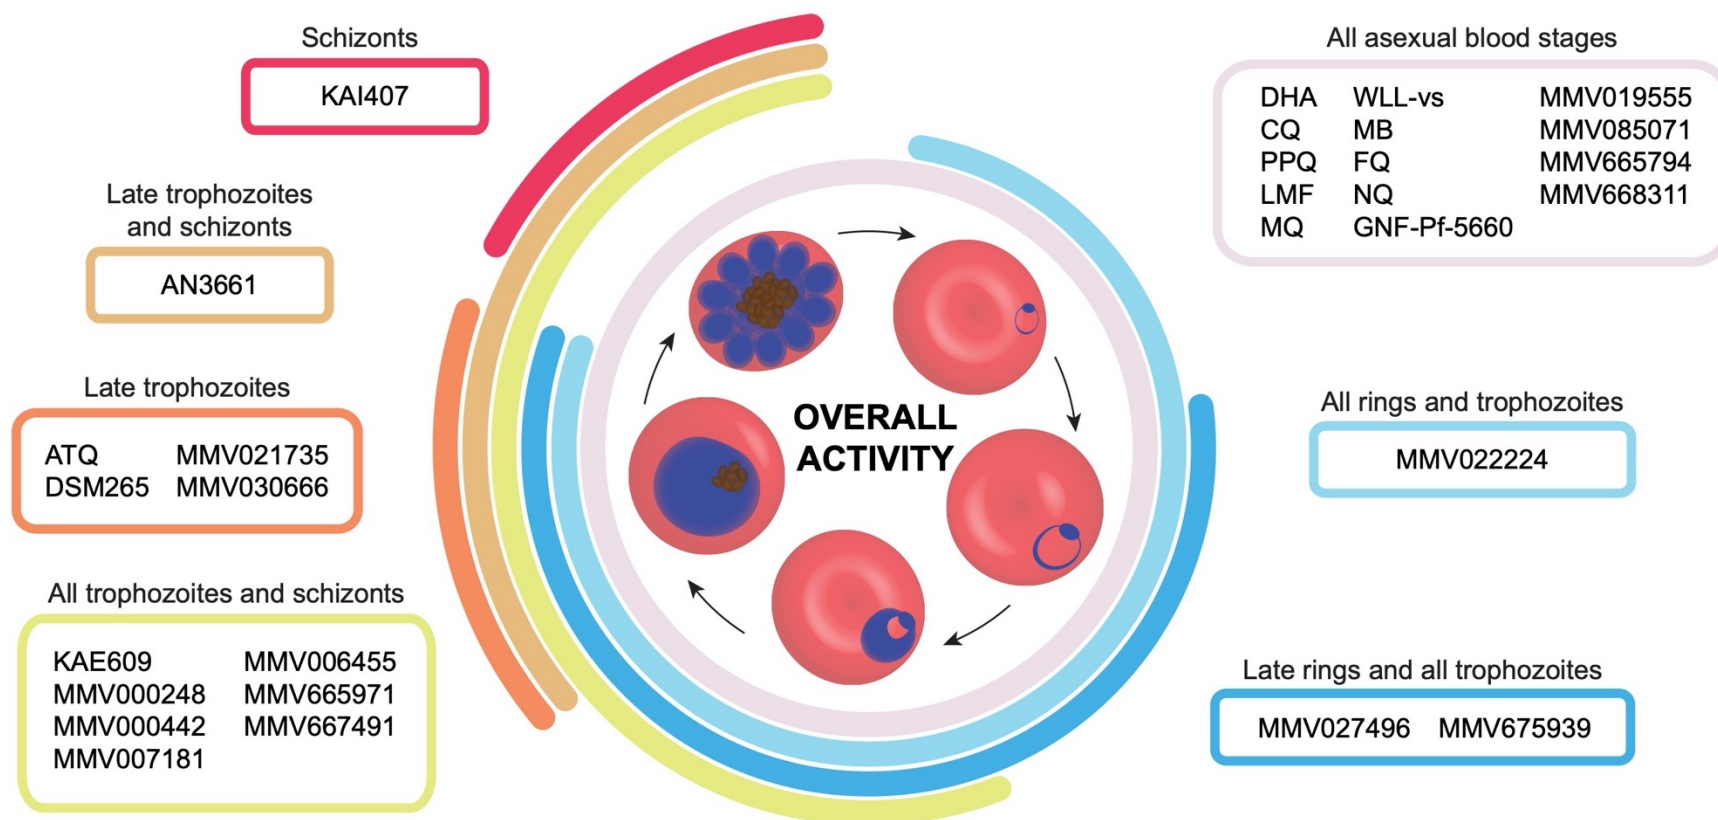 Schizonts
KAI407
Late trophozoites
and schizonts
AN3661
Late trophozoites
ATQ MMV021735
DSM265 MMV030666
All trophozoites and schizonts
KAE609 MMV006455
MMV000248 MMV665971
MMV000442 MMV667491
MMV007181
OVERALL
ACTIVITY
All asexual blood stages
DHA WLL-vs MMV019555
CQ MB MMV085071
PPQ FQ MMV665794
LMF NQ MMV668311
MQ GNF-Pf-5660
All rings and trophozoites
MMV022224
Late rings and all trophozoites
MMV027496 MMV675939